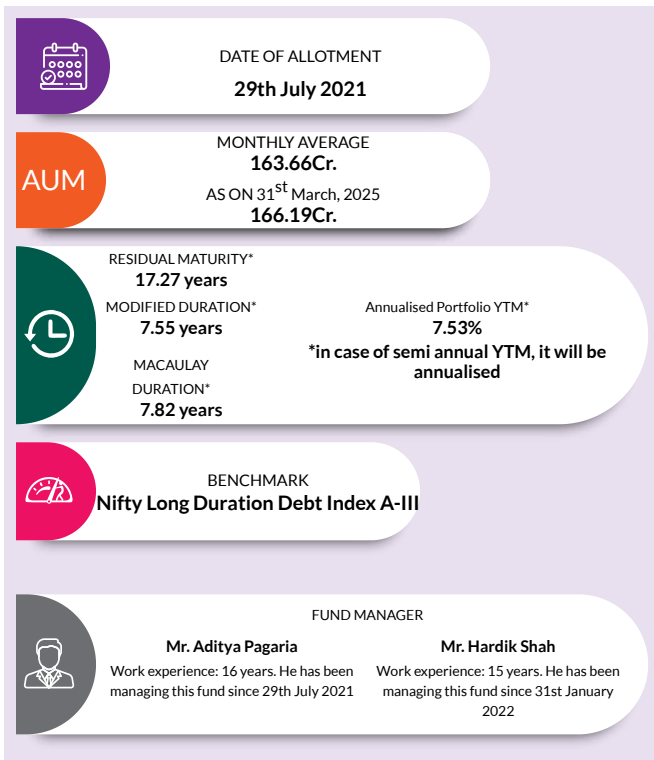 DATE OF ALLOTMENT
29th July 2021
AUM
MONTHLY AVERAGE
163.66Cr.
AS ON 31st March, 2025
166.19Cr.
RESIDUAL MATURITY*
17.27 years
MODIFIED DURATION*
7.55 years
MACAULAY
DURATION*
7.82 years
Annualised Portfolio YTM*
7.53%
*in case of semi annual YTM, it will be
annualised
BENCHMARK
Nifty Long Duration Debt Index A-III
FUND MANAGER
Mr. Aditya Pagaria
Work experience: 16 years. He has been
managing this fund since 29th July 2021
Mr. Hardik Shah
Work experience: 15 years. He has been
managing this fund since 31st January
2022